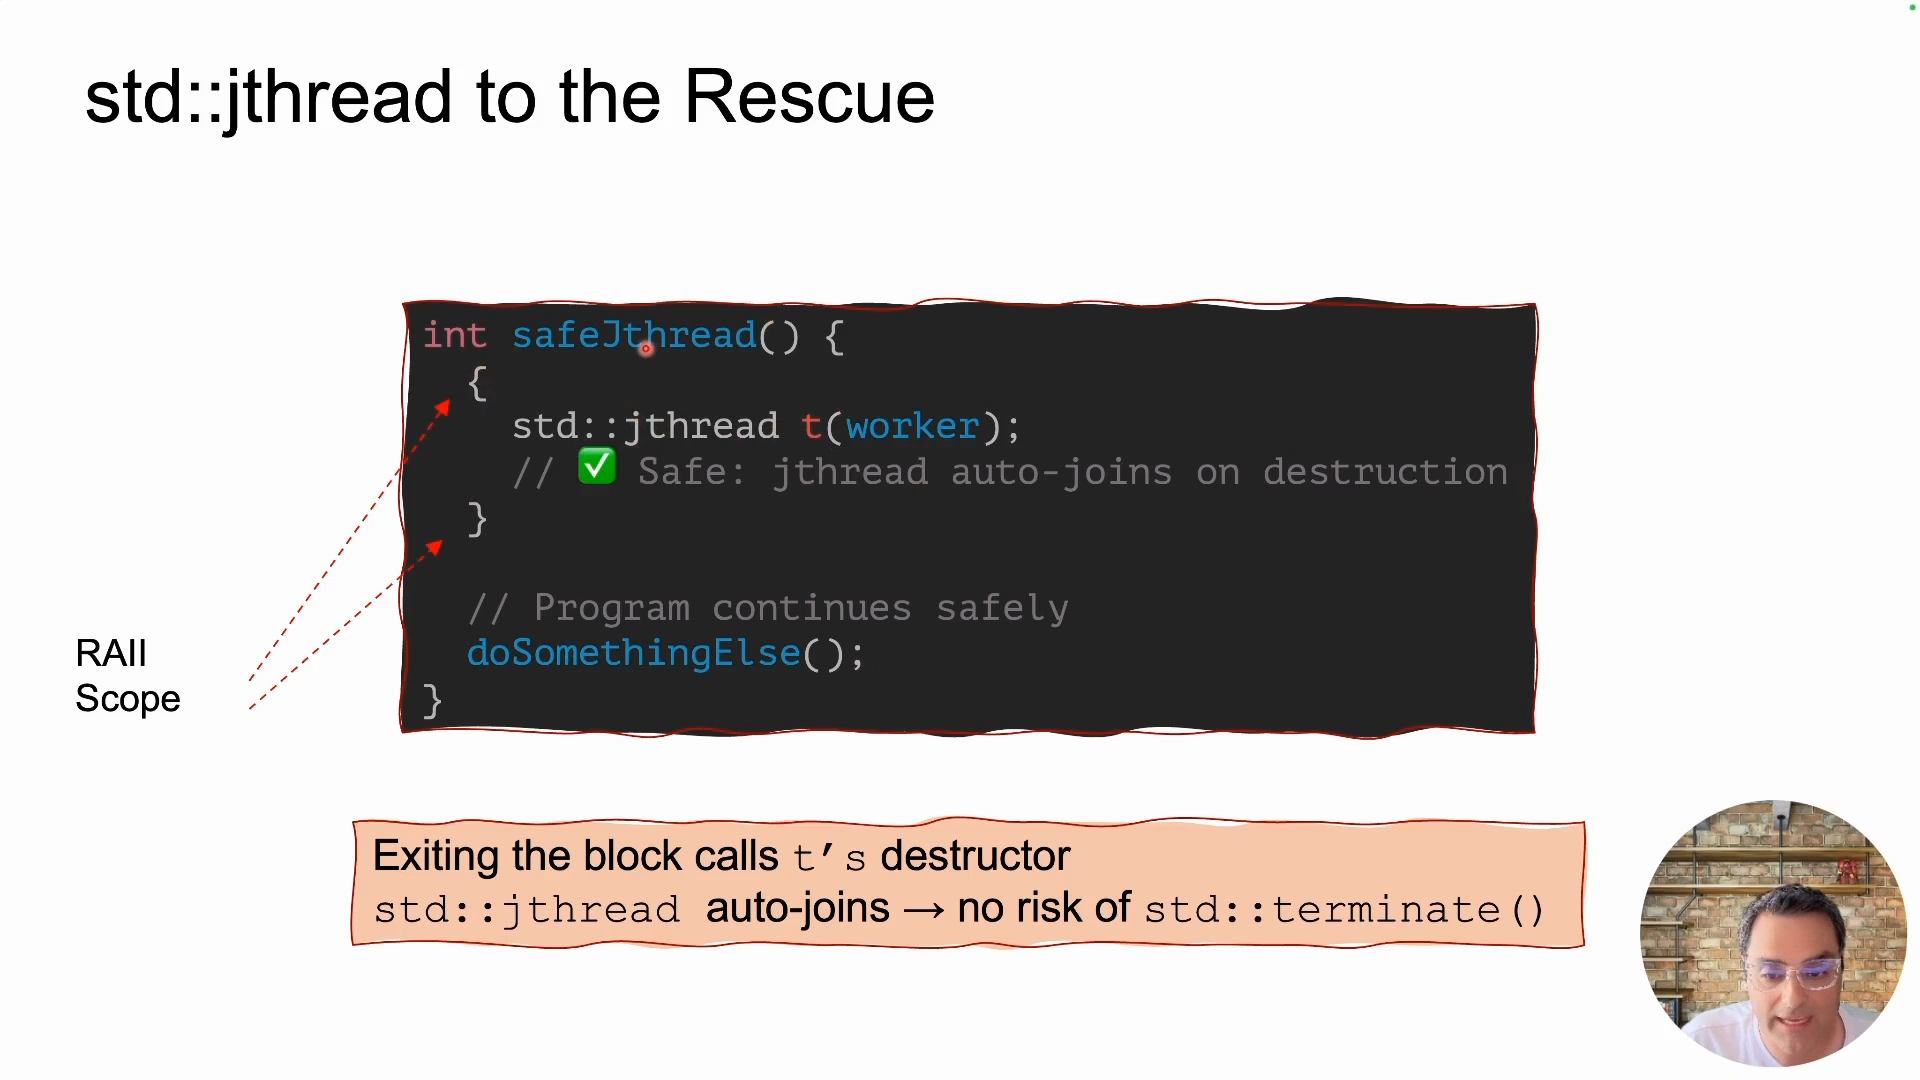 std::jthread to the Rescue
int safeJthread() {
{
std::jthread t(worker);
// ✅ Safe: jthread auto-joins on destruction
}
// Program continues safely
doSomethingElse();
}
RAII
Scope
Exiting the block calls t’s destructor
std::jthread auto-joins → no risk of std::terminate()